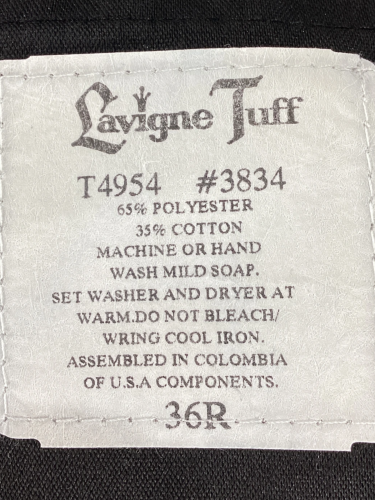 Lavigne Tuff
T4954 #3834
65% POLYESTER
35% COTTON
MACHINE OR HAND
WASH MILD SOAP.
SET WASHER AND DRYER AT
WARM.DO NOT BLEACH/
WRING COOL IRON.
ASSEMBLED IN COLOMBIA
OF U.S.A COMPONENTS.
36R